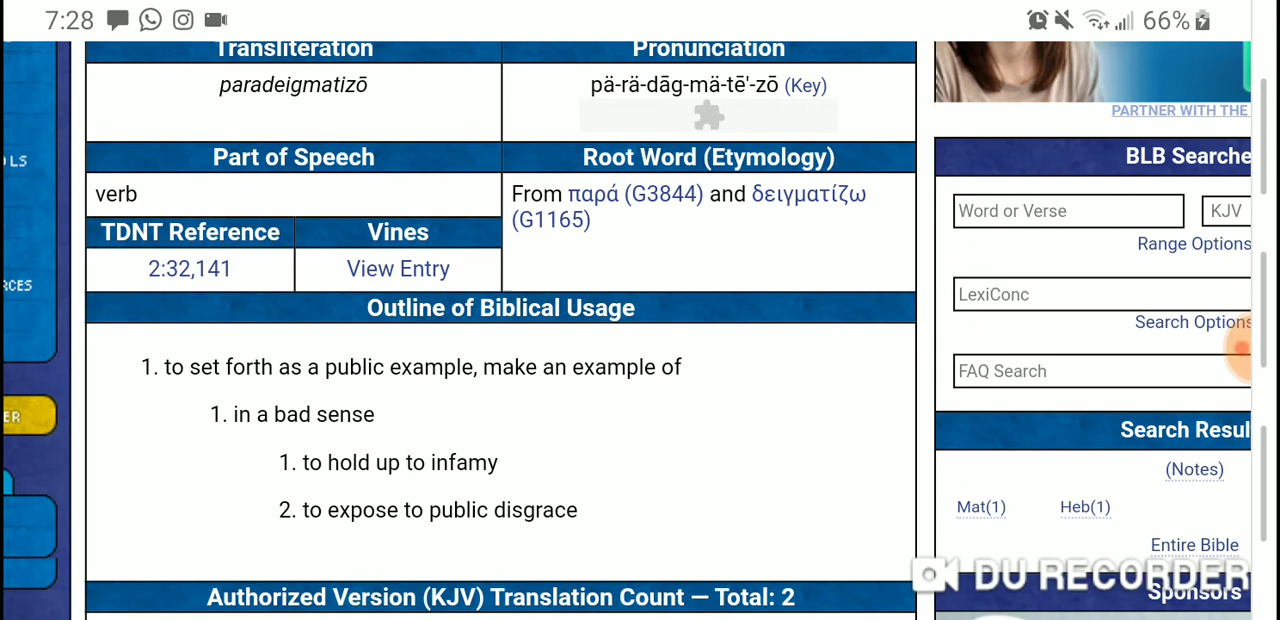 7:28 66%
Transliteration Pronunciation
paradeigmatizō pä-rä-dāg-mä-tē'-zō (Key)
PARTNER WITH THE
Part of Speech Root Word (Etymology)
verb From παρά (G3844) and δειγματίζω
(G1165)
TDNT Reference Vines
2:32,141 View Entry
Outline of Biblical Usage
1. to set forth as a public example, make an example of
1. in a bad sense
1. to hold up to infamy
2. to expose to public disgrace
Authorized Version (KJV) Translation Count — Total: 2
OLS
RCES
ER
BLB Searche
Word or Verse KJV
Range Options
LexiConc
Search Options
FAQ Search
Search Resul
(Notes)
Mat(1) Heb(1)
Entire Bible
DU RECORDER
Sponsors